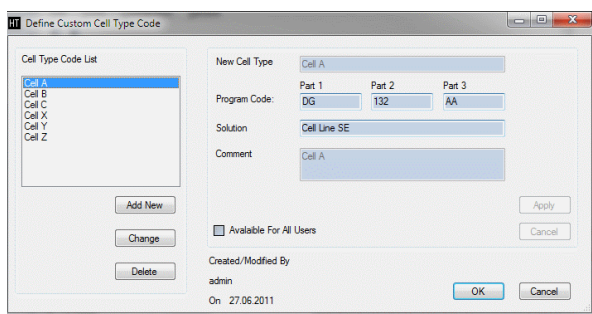 HT Define Custom Cell Type Code
Cell Type Code List
Cell A
Cell B
Cell C
Cell X
Cell Y
Cell Z
Add New
Change
Delete
New Cell Type Cell A
Part 1 Part 2 Part 3
Program Code: DG 132 AA
Solution Cell Line SE
Comment Cell A
Apply
Available For All Users Cancel
Created/Modified By
admin
On 27.06.2011
OK Cancel